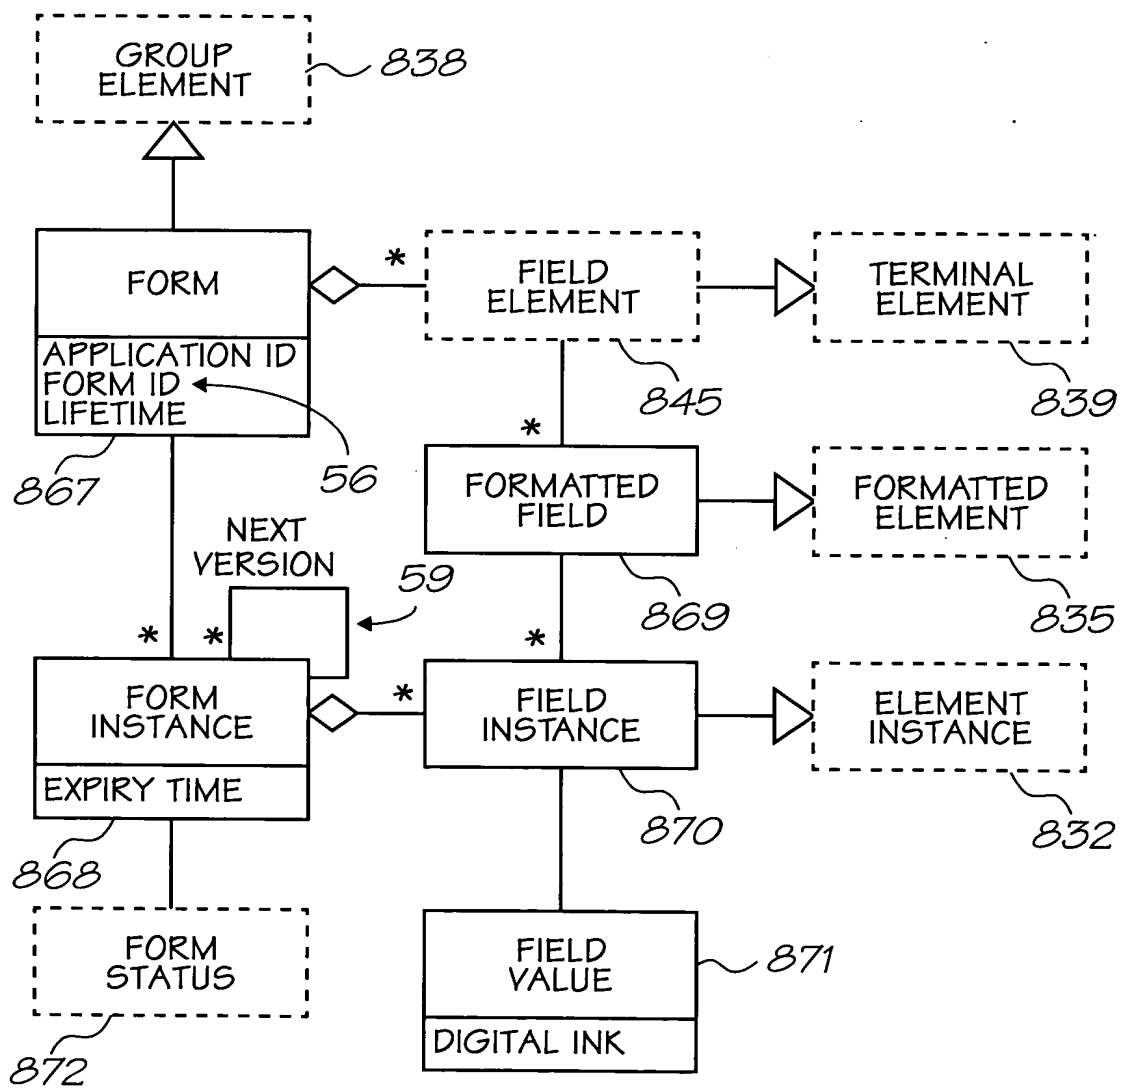 GROUP
ELEMENT
838
FORM
*
FIELD
ELEMENT
TERMINAL
ELEMENT
APPLICATION ID
FORM ID
LIFETIME
845
839
*
867
56
FORMATTED
FIELD
FORMATTED
ELEMENT
NEXT
VERSION
59
869
835
*
*
*
FORM
INSTANCE
*
FIELD
INSTANCE
ELEMENT
INSTANCE
EXPIRY TIME
870
832
868
FORM
STATUS
FIELD
VALUE
871
DIGITAL INK
872